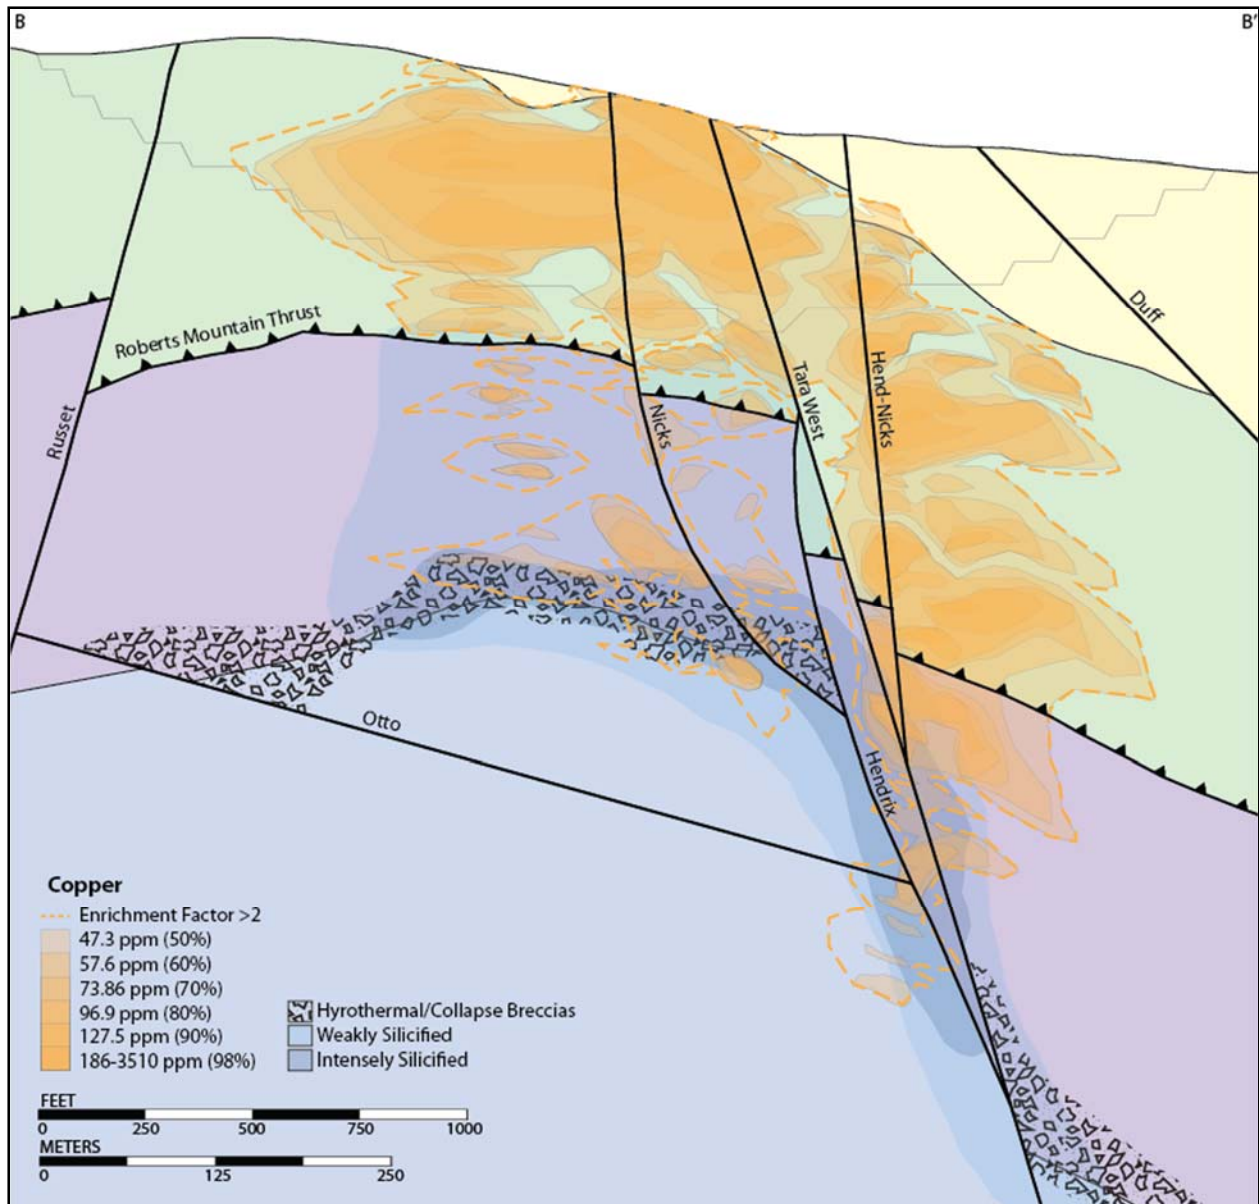 B
B'
Roberts Mountain Thrust
Russet
Nicks
Tara West
Hend-Nicks
Duff
Otto
Hendrix
Copper
Enrichment Factor >2
47.3 ppm (50%)
57.6 ppm (60%)
73.86 ppm (70%)
96.9 ppm (80%)
127.5 ppm (90%)
186-3510 ppm (98%)
Hyrothermal/Collapse Breccias
Weakly Silicified
Intensely Silicified
FEET
0 250 500 750 1000
METERS
0 125 250